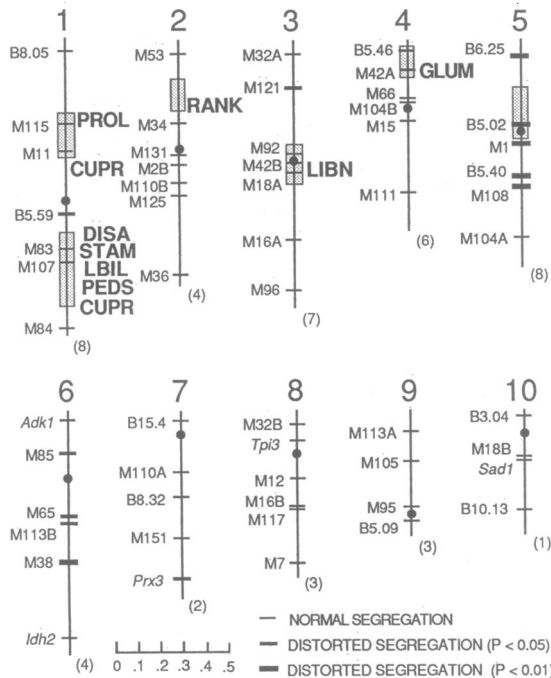 1
B8.05
M115
PROL
M11
CUPR
B5.59
DISA
M83
STAM
M107
LBIL
PEDS
CUPR
M84
(8)
2
M53
RANK
M34
M131
M2B
M110B
M125
M36
(4)
3
M32A
M121
M92
M42B
LIBN
M18A
M16A
M96
(7)
4
B5.46
M42A
GLUM
M66
M104B
M15
M111
(6)
5
B6.25
B5.02
M1
B5.40
M108
M104A
(8)
6
Adk1
M85
M65
M113B
M38
Idh2
(4)
7
B15.4
M110A
B8.32
M151
Prx3
(2)
8
M32B
Tpi3
M12
M16B
M117
M7
(3)
9
M113A
M105
M95
B5.09
(3)
10
B3.04
M18B
Sad1
B10.13
(1)
0 .1 .2 .3 .4 .5
NORMAL SEGREGATION
DISTORTED SEGREGATION (P < 0.05)
DISTORTED SEGREGATION (P < 0.01)